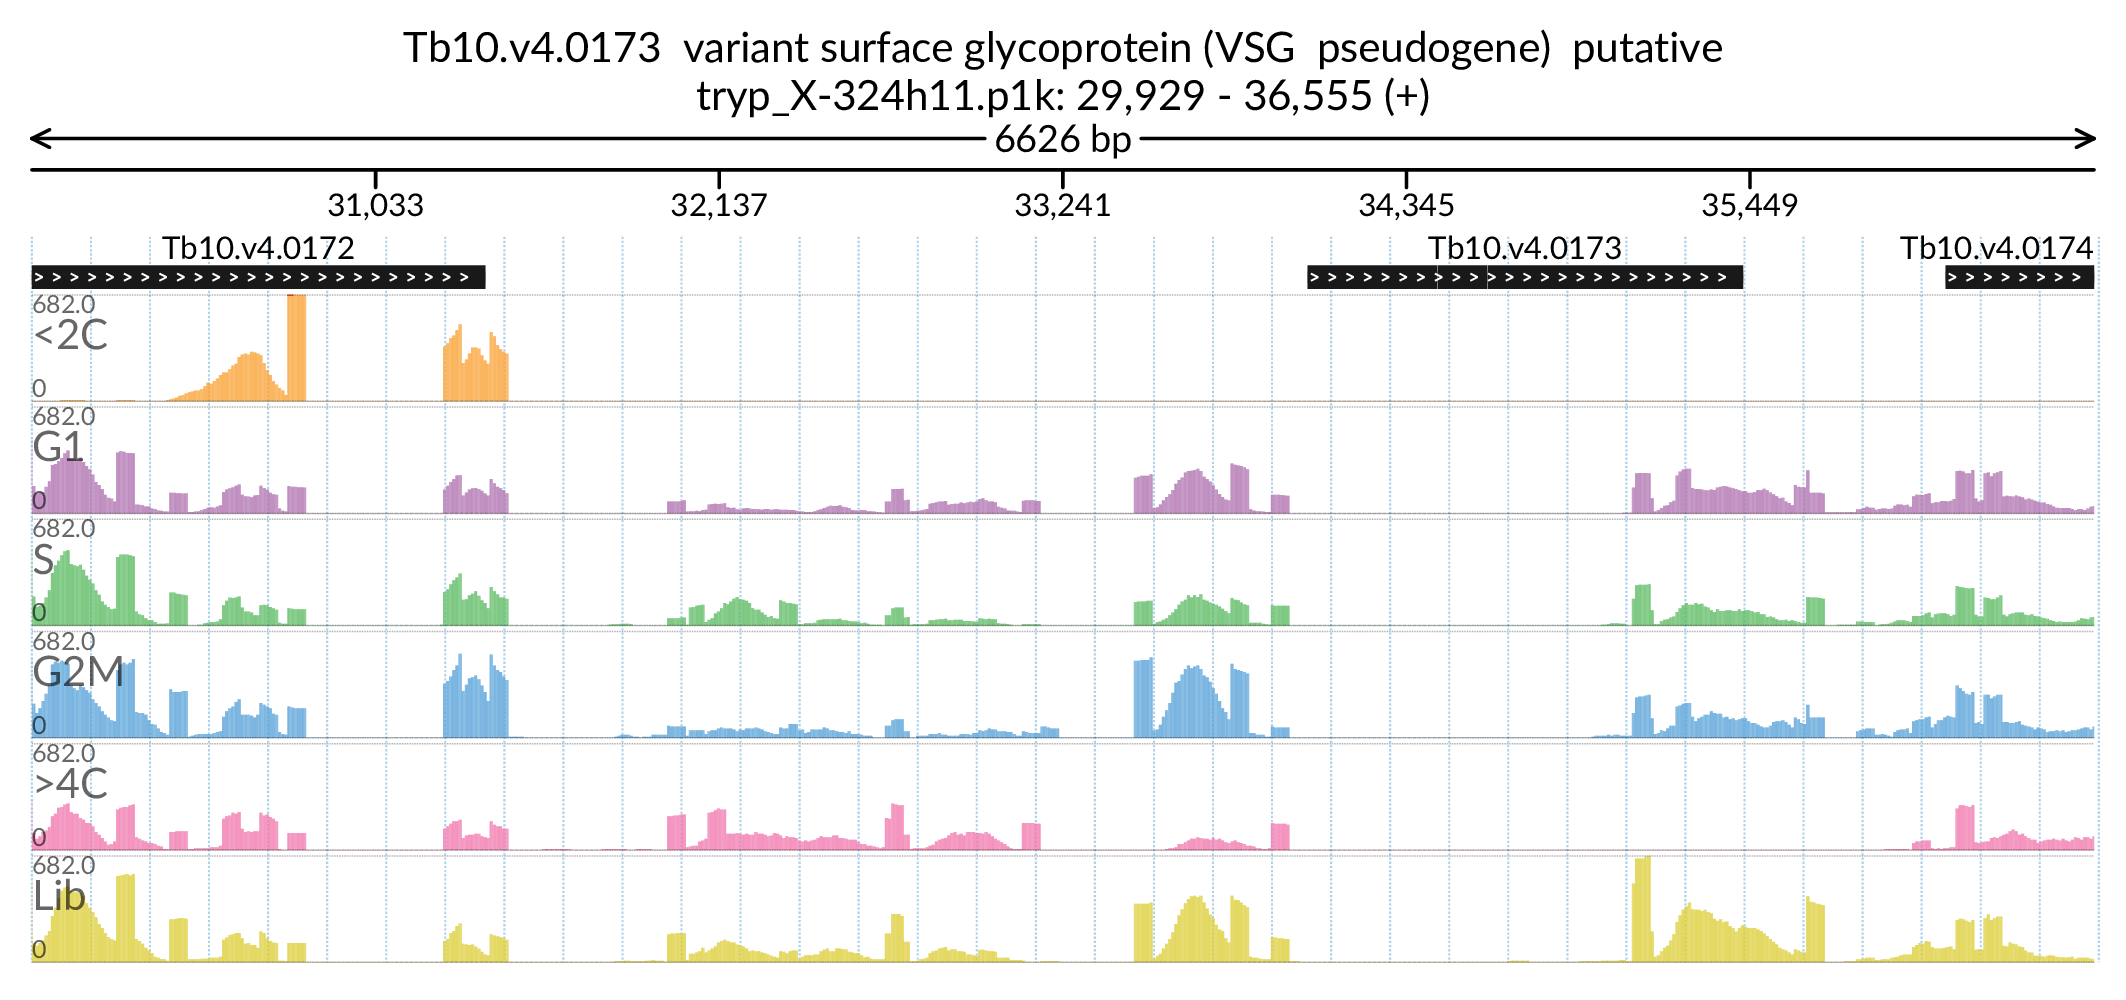 Tb10.v4.0173  variant surface glycoprotein (VSG  pseudogene)  putative
tryp_X-324h11.p1k: 29,929 - 36,555 (+)
6626 bp
31,033 32,137 33,241 34,345 35,449
Tb10.v4.0172 Tb10.v4.0173 Tb10.v4.0174
682.0
<2C
0
682.0
G1
0
682.0
S
0
682.0
G2M
0
682.0
>4C
0
682.0
Lib
0